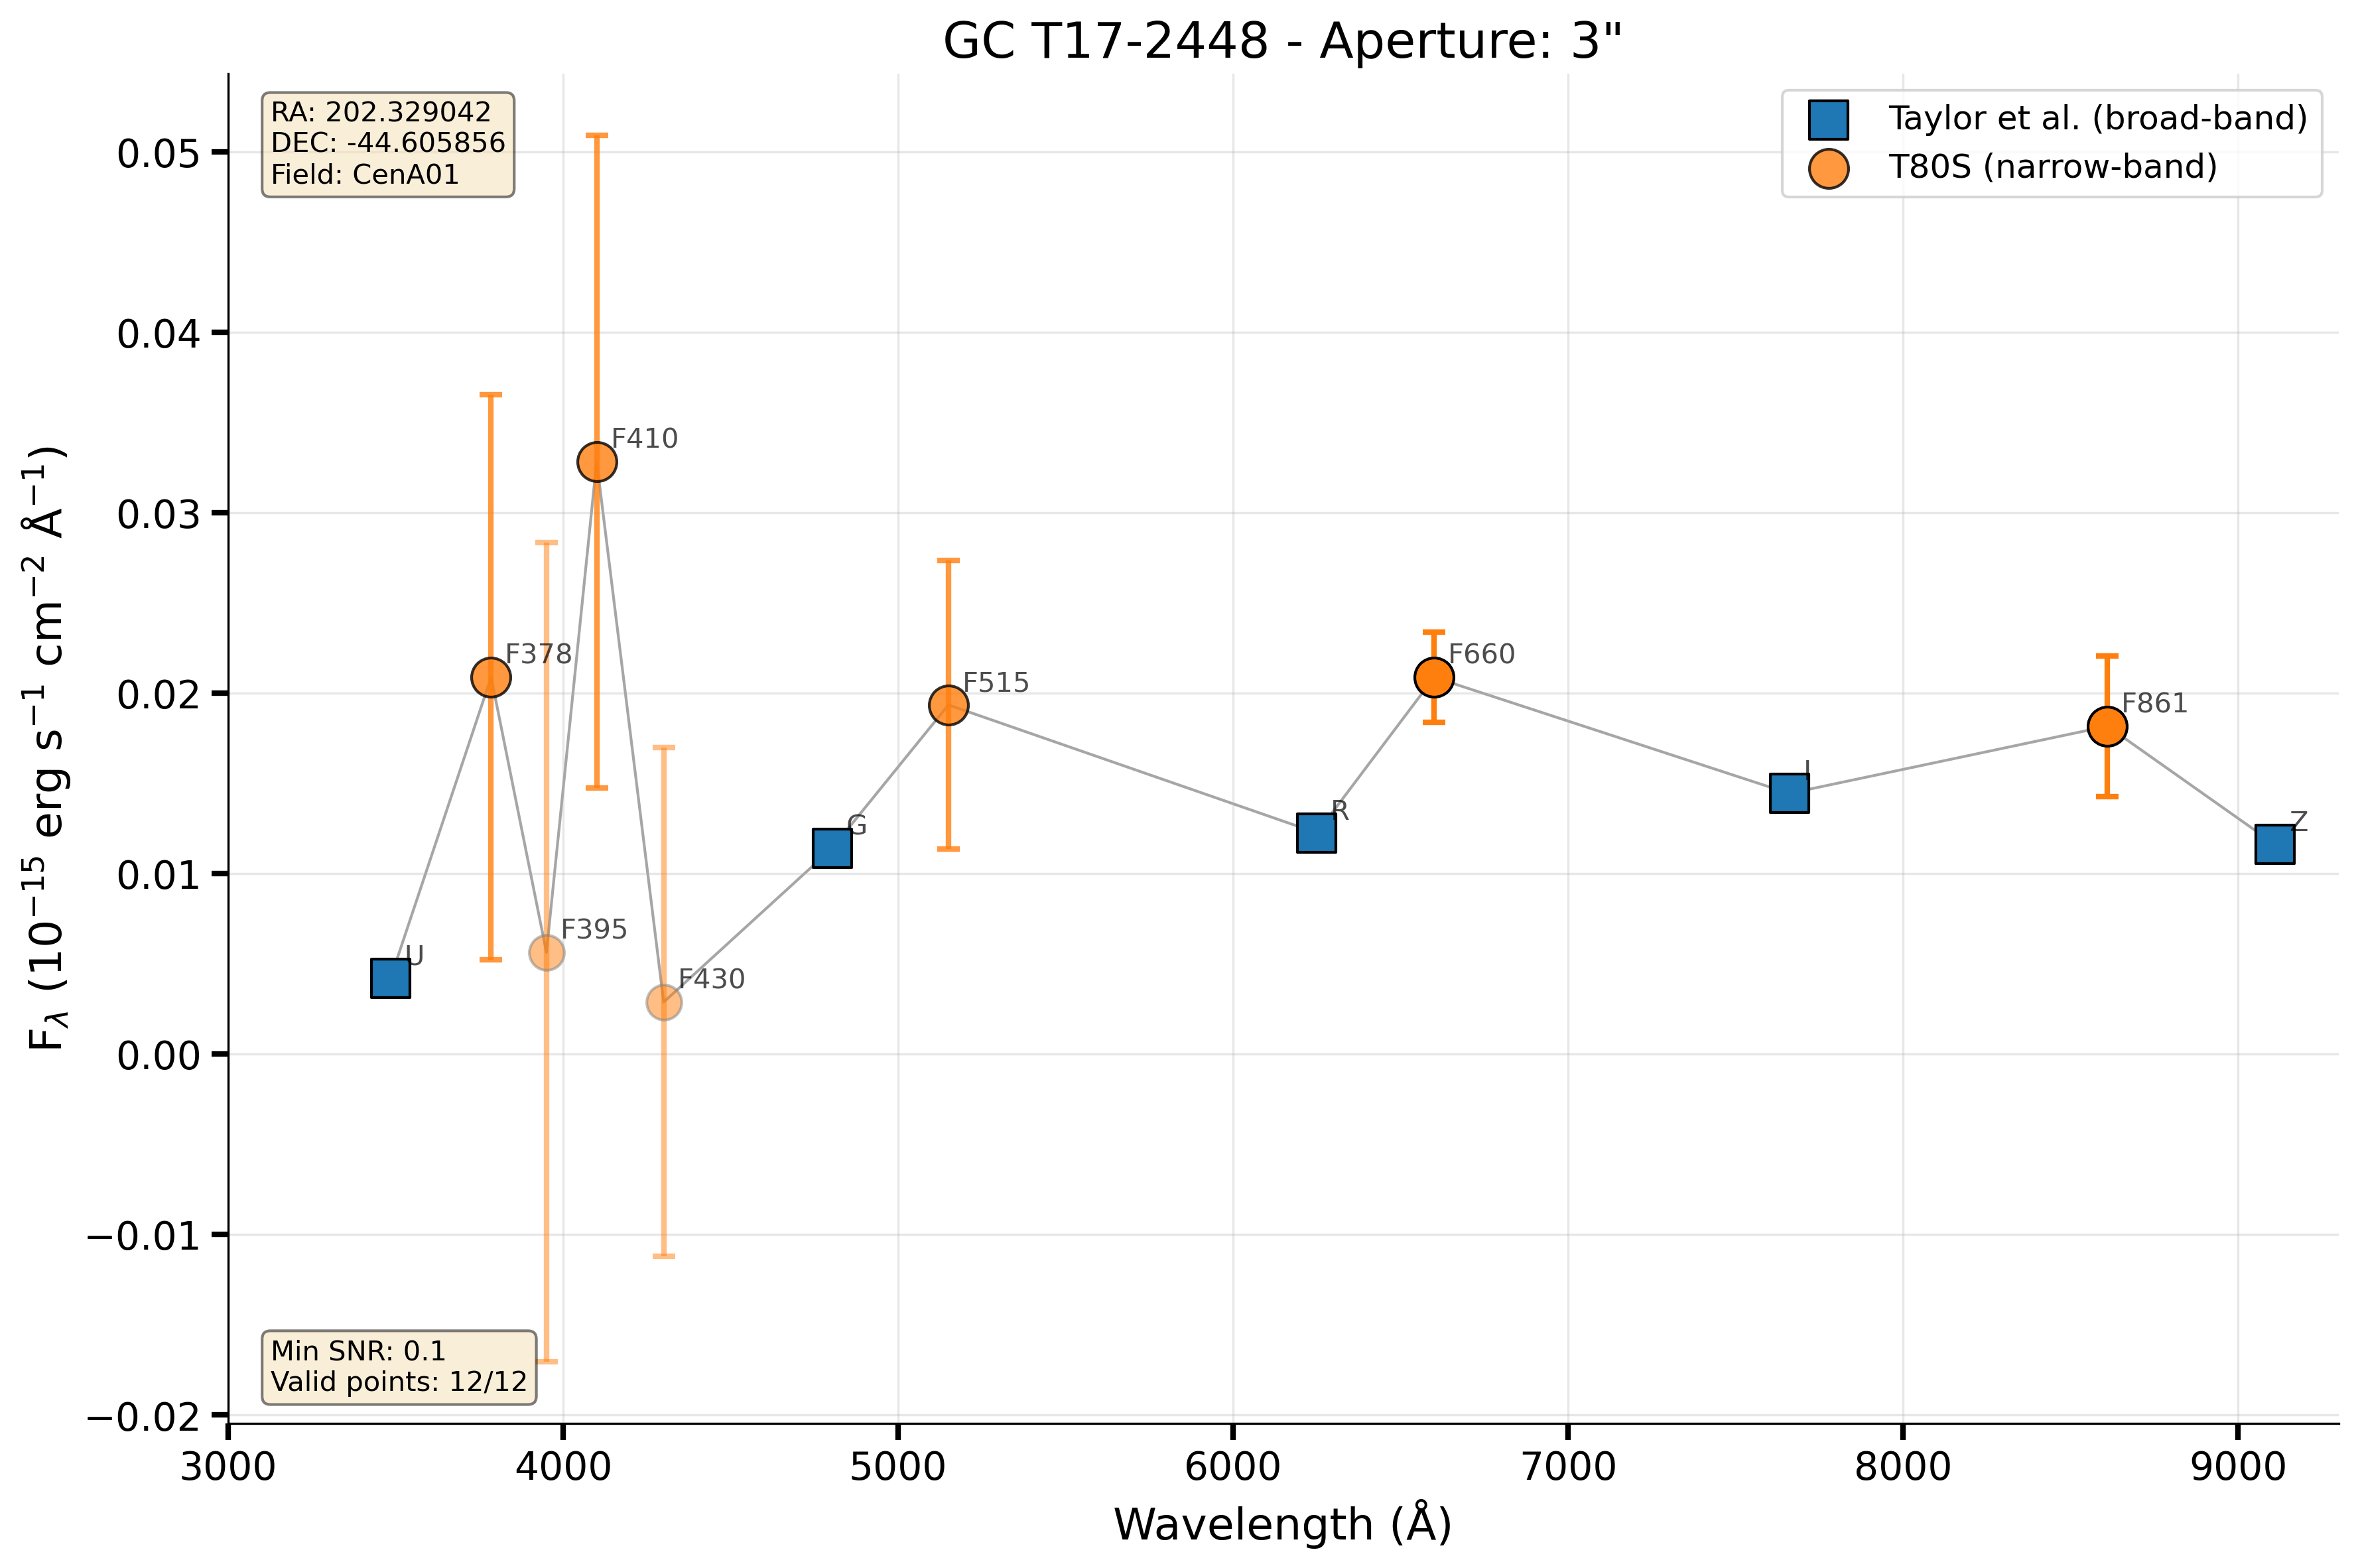 GC T17-2448 - Aperture: 3"
RA: 202.329042
DEC: -44.605856
Field: CenA01
Taylor et al. (broad-band)
T80S (narrow-band)
0.05
0.04
0.03
0.02
0.01
0.00
−0.01
−0.02
F_λ (10⁻¹⁵ erg s⁻¹ cm⁻² Å⁻¹)
F410
F378
F515
F660
F861
I
R
G
Z
F395
U
F430
Min SNR: 0.1
Valid points: 12/12
3000 4000 5000 6000 7000 8000 9000
Wavelength (Å)